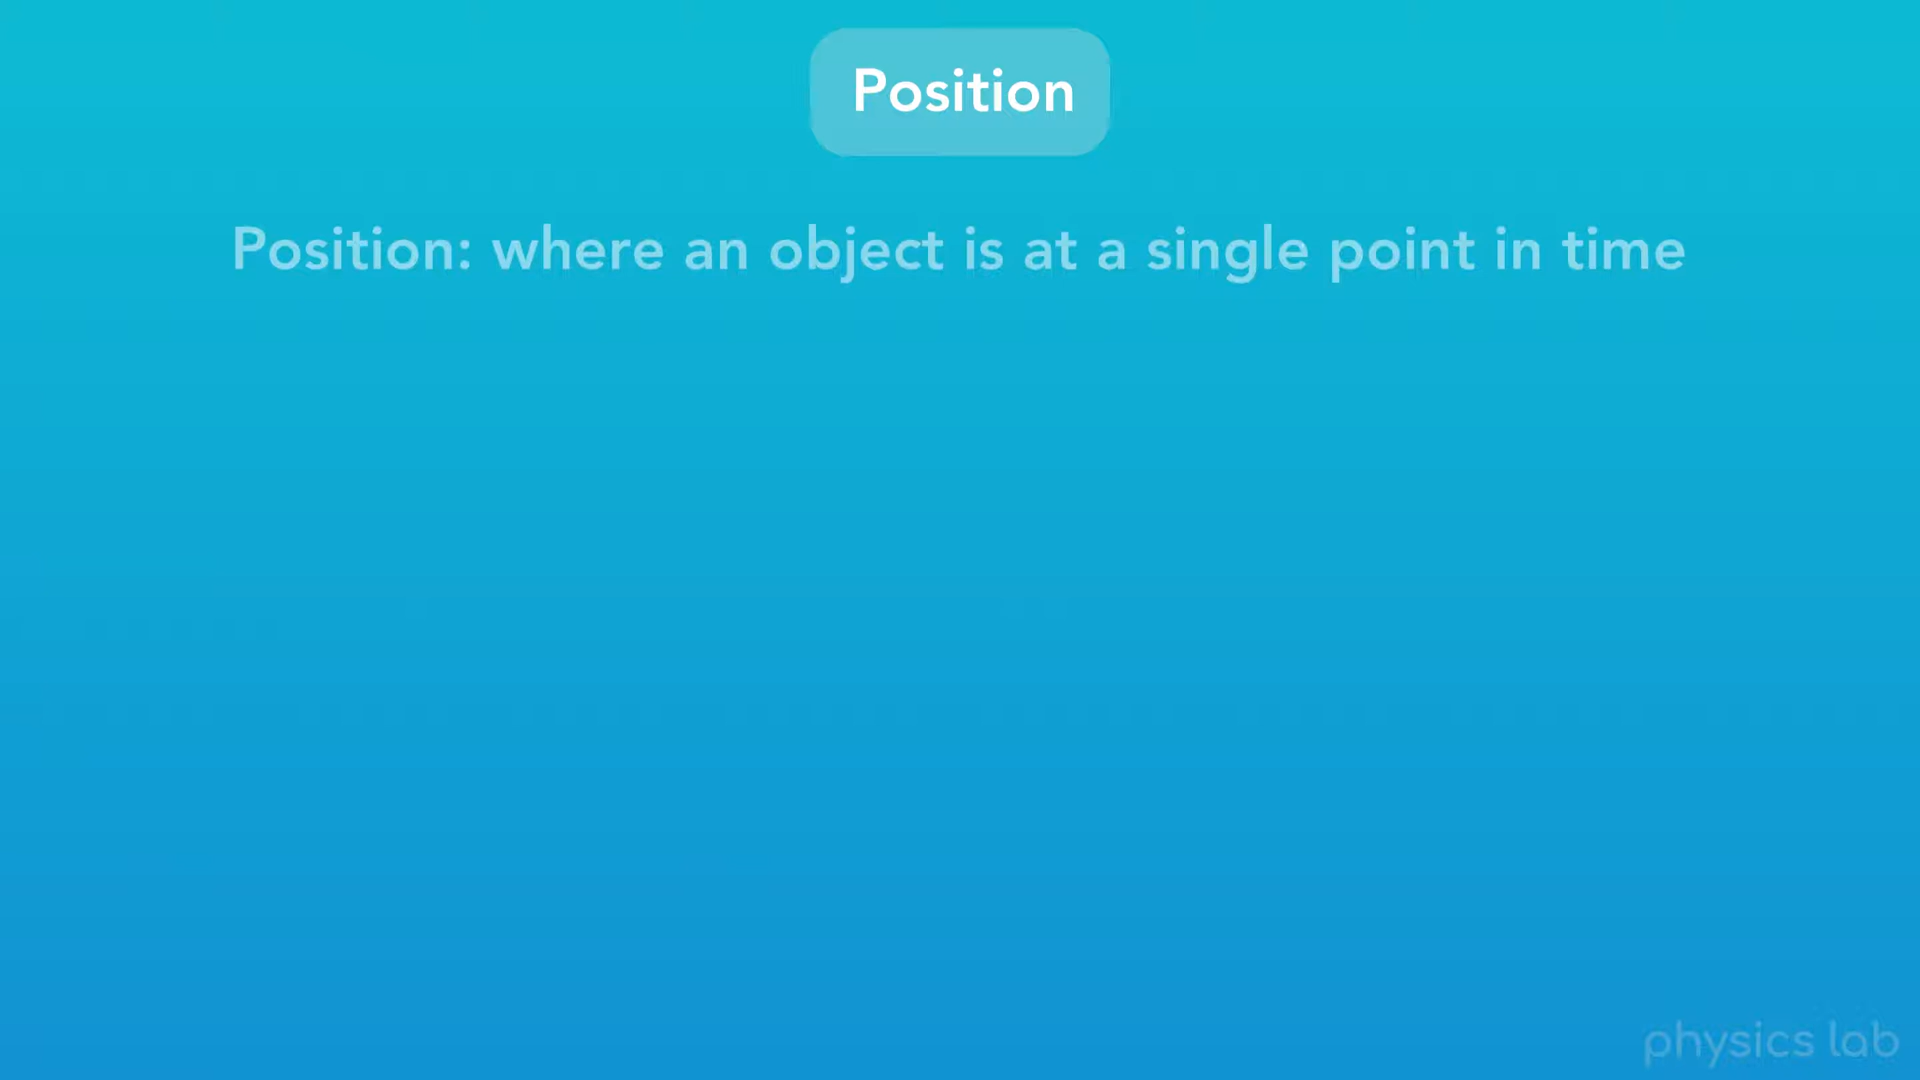 Position
Position: where an object is at a single point in time
physics lab